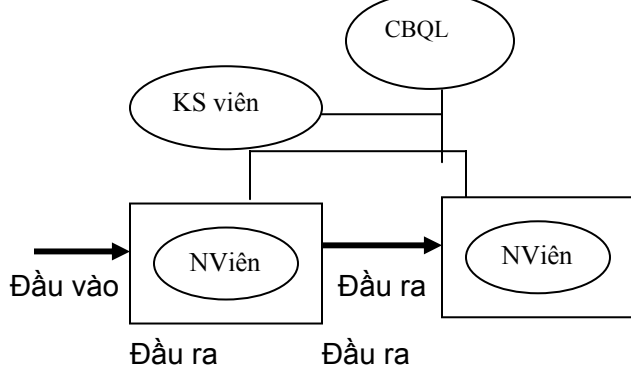 CBQL
KS viên
NViên
NViên
Đầu vào
Đầu ra
Đầu ra
Đầu ra